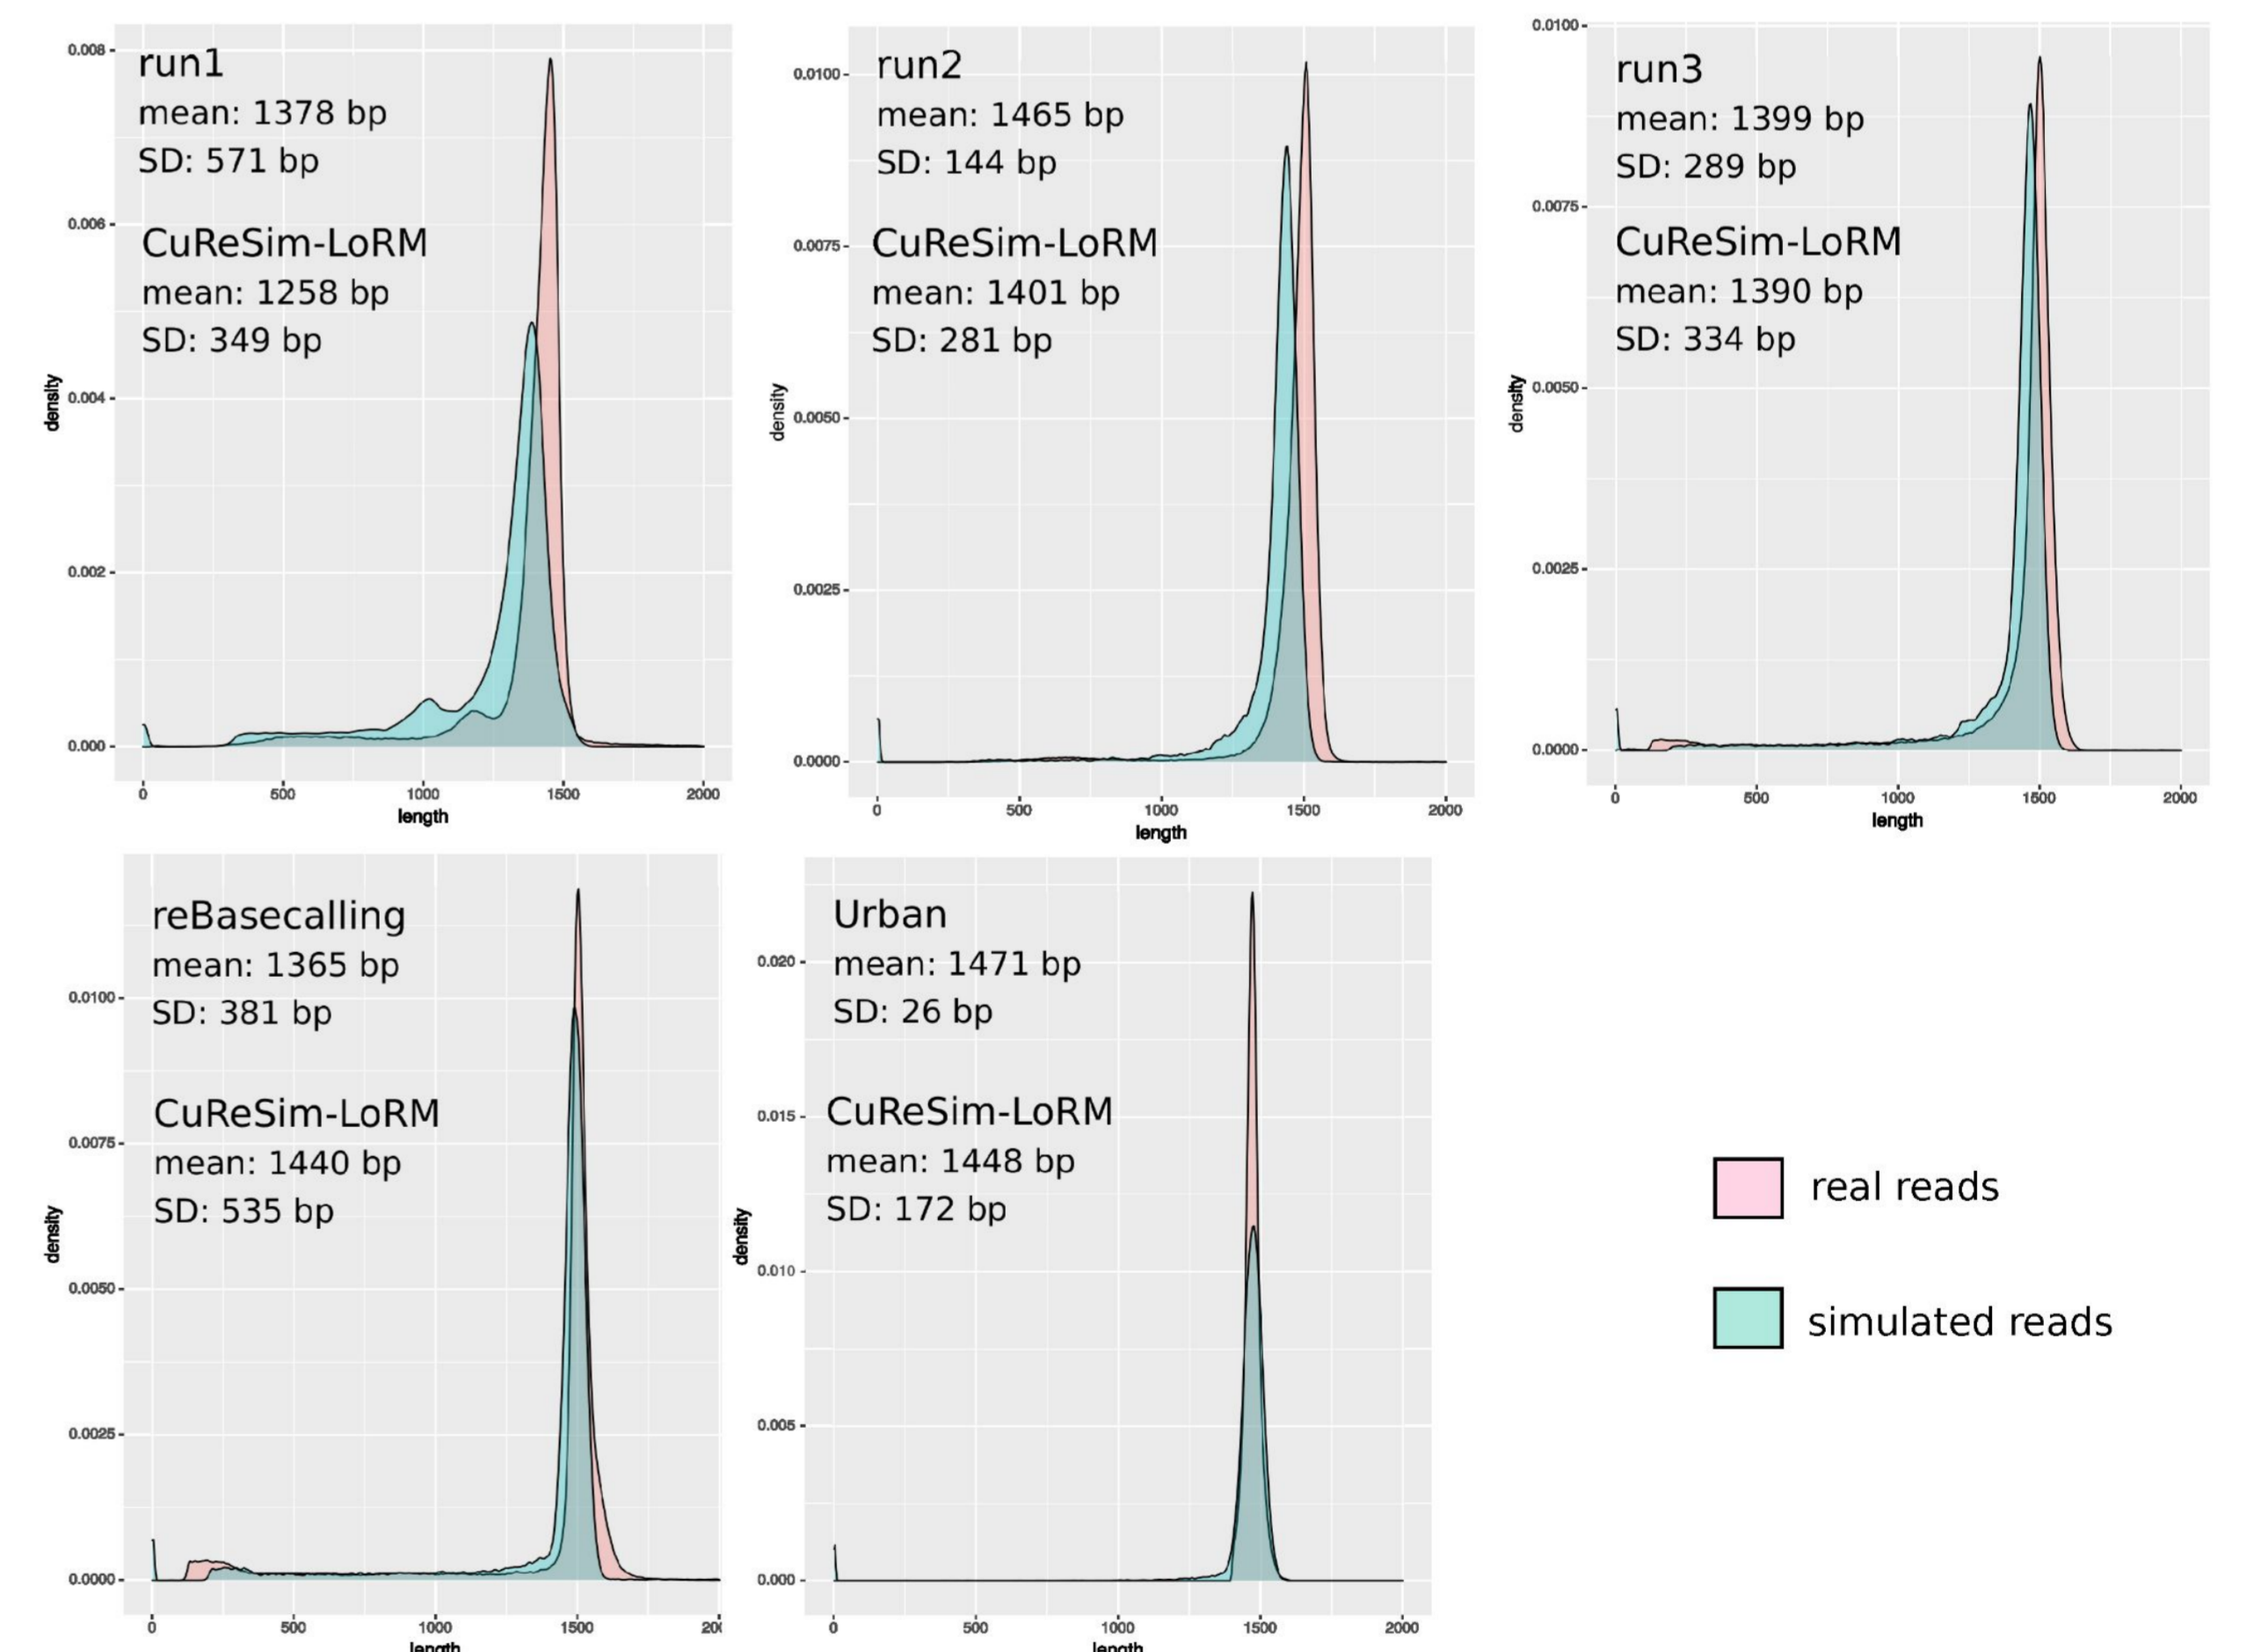 run1
mean: 1378 bp
SD: 571 bp
CuReSim-LoRM
mean: 1258 bp
SD: 349 bp
0.008
0.006
0.004
0.002
0.000
density
0
500
1000
1500
2000
length
run2
mean: 1465 bp
SD: 144 bp
CuReSim-LoRM
mean: 1401 bp
SD: 281 bp
0.0100
0.0075
0.0050
0.0025
0.0000
density
0
500
1000
1500
2000
length
run3
mean: 1399 bp
SD: 289 bp
CuReSim-LoRM
mean: 1390 bp
SD: 334 bp
0.0100
0.0075
0.0050
0.0025
0.0000
density
0
500
1000
1500
2000
length
reBasecalling
mean: 1365 bp
SD: 381 bp
CuReSim-LoRM
mean: 1440 bp
SD: 535 bp
0.0100
0.0075
0.0050
0.0025
0.0000
density
0
500
1000
1500
200
length
Urban
mean: 1471 bp
SD: 26 bp
CuReSim-LoRM
mean: 1448 bp
SD: 172 bp
0.020
0.015
0.010
0.005
0.000
density
0
500
1000
1500
2000
length
real reads
simulated reads